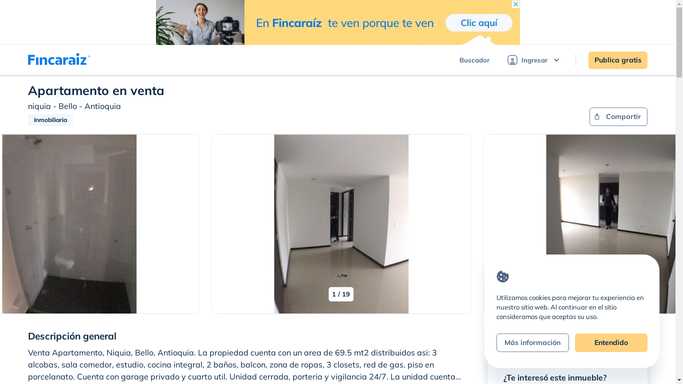 En Fincaraíz te ven porque te ven
Clic aquí
Fincaraiz
Buscador
Ingresar
Publica gratis
Apartamento en venta
niquia - Bello - Antioquia
Inmobiliaria
Compartir
1 / 19
Utilizamos cookies para mejorar tu experiencia en
nuestro sitio web. Al continuar en el sitio
consideramos que aceptas su uso.
Más información
Entendido
Descripción general
Venta Apartamento, Niquia, Bello, Antioquia. La propiedad cuenta con un area de 69.5 mt2 distribuidos asi: 3
alcobas, sala comedor, estudio, cocina integral, 2 baños, balcon, zona de ropas, 3 closets, red de gas. piso en
porcelanato. Cuenta con garage privado y cuarto util. Unidad cerrada, porteria y vigilancia 24/7. La unidad cuenta...
¿Te interesó este inmueble?